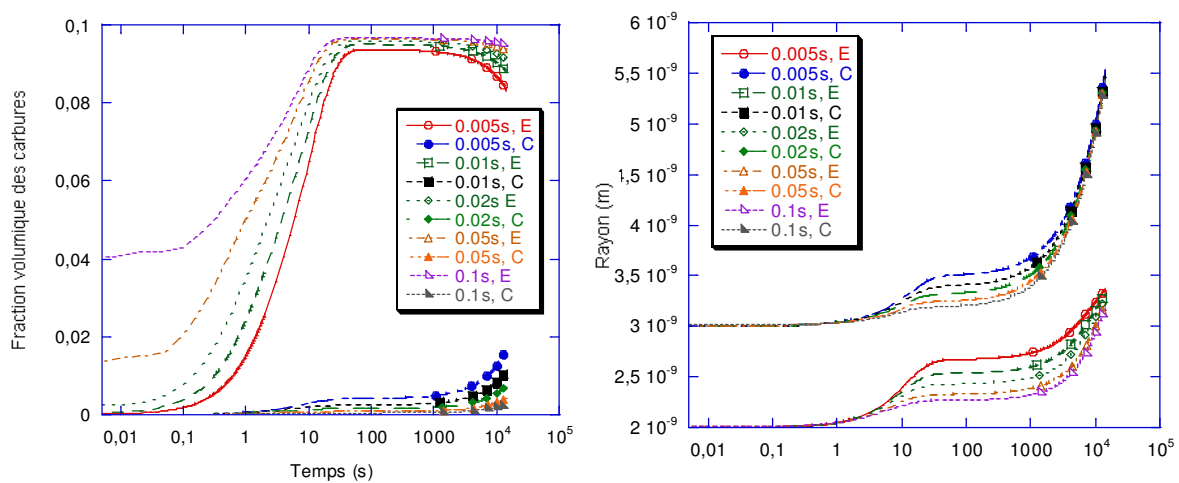 Fraction volumique des carbures
0,1
0,08
0,06
0,04
0,02
0
0,01
0,1
1
10
100
1000
10^4
10^5
Temps (s)
0.005s, E
0.005s, C
0.01s, E
0.01s, C
0.02s E
0.02s, C
0.05s, E
0.05s, C
0.1s, E
0.1s, C
Rayon (m)
6 10^-9
5,5 10^-9
5 10^-9
4,5 10^-9
4 10^-9
3,5 10^-9
3 10^-9
2,5 10^-9
2 10^-9
0,01
0,1
1
10
100
1000
10^4
10^5
0.005s, E
0.005s, C
0.01s, E
0.01s, C
0.02s, E
0.02s, C
0.05s, E
0.05s, C
0.1s, E
0.1s, C